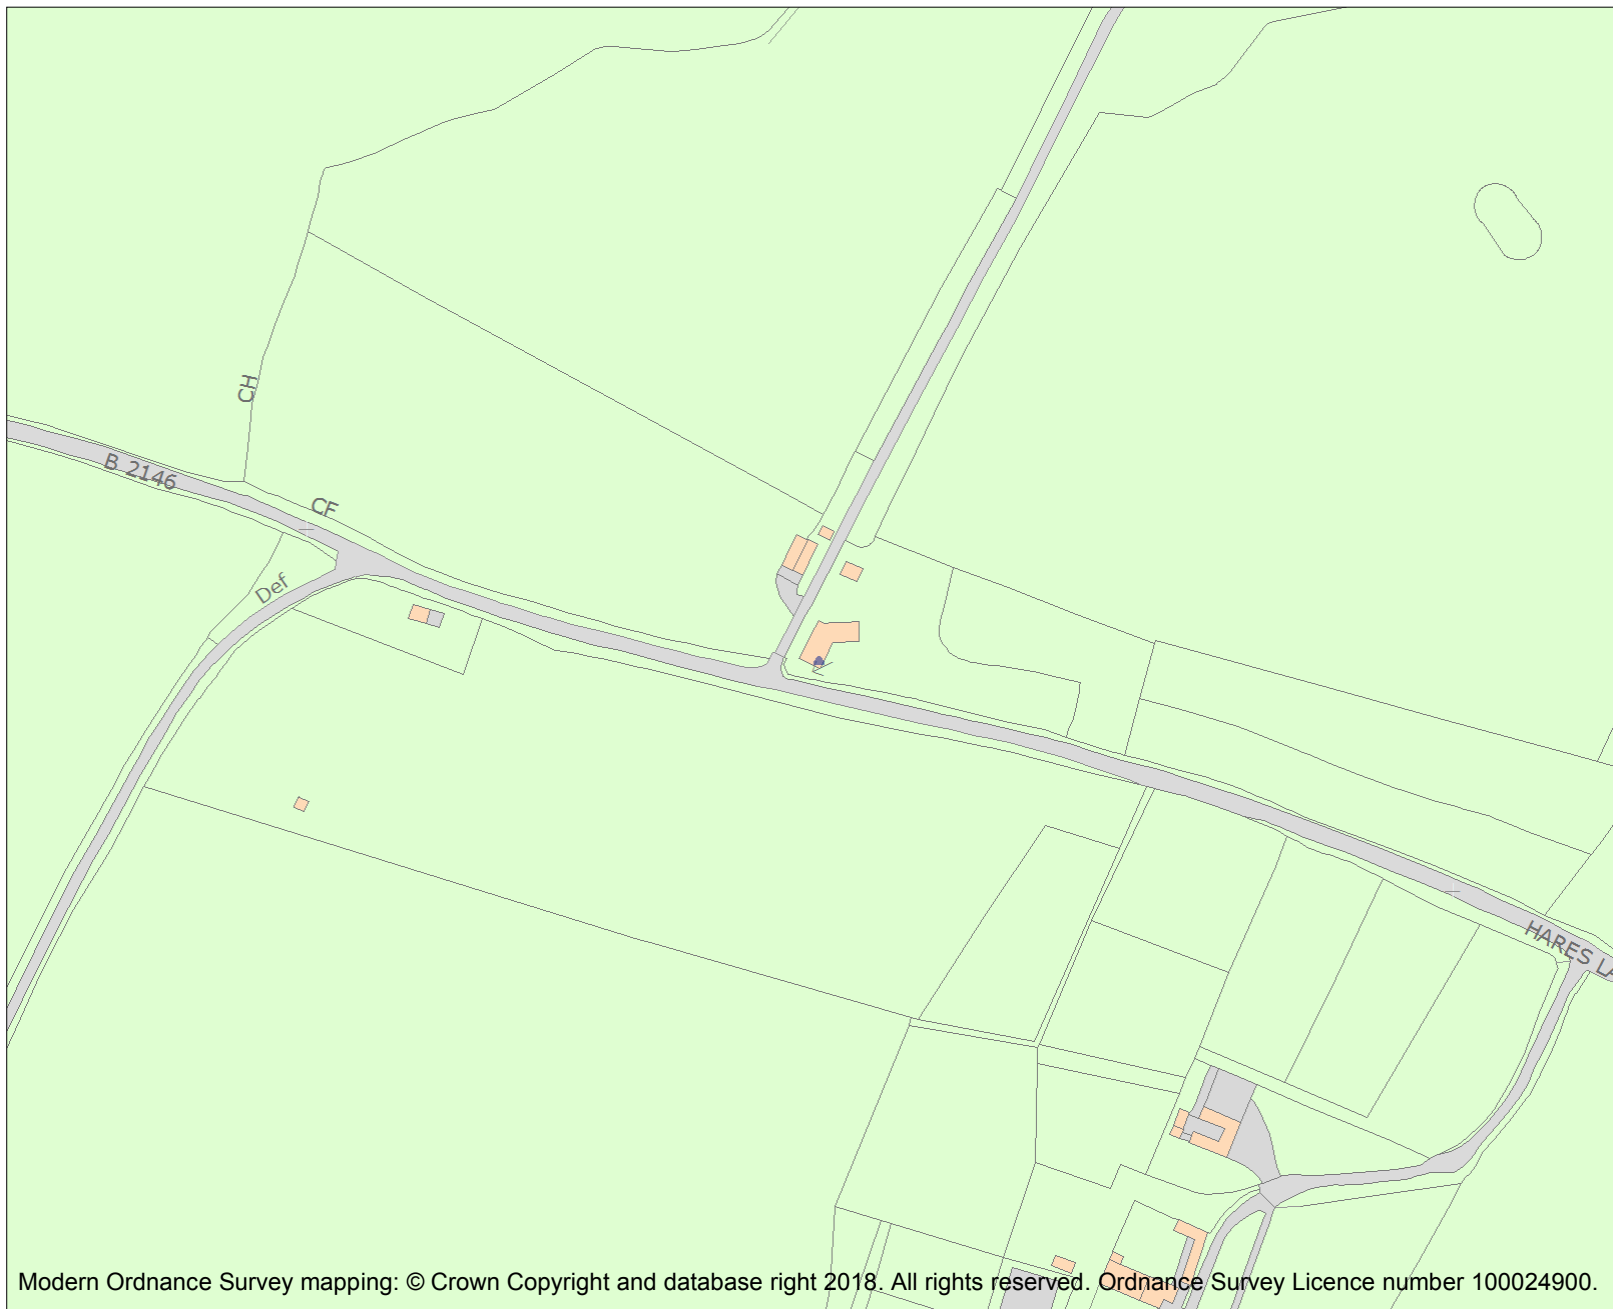 CH
B 2146
CF
Def
HARES LA
Modern Ordnance Survey mapping: © Crown Copyright and database right 2018. All rights reserved. Ordnance Survey Licence number 100024900.